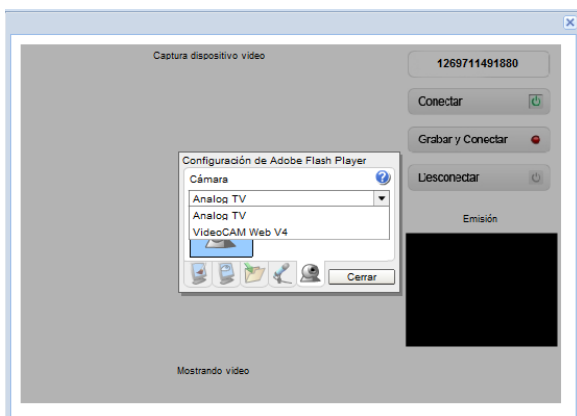 Captura dispositivo video
1269711491880
Conectar
Grabar y Conectar
Desconectar
Emisión
Configuración de Adobe Flash Player
Cámara
Analog TV
Analog TV
VideoCAM Web V4
Cerrar
Mostrando video